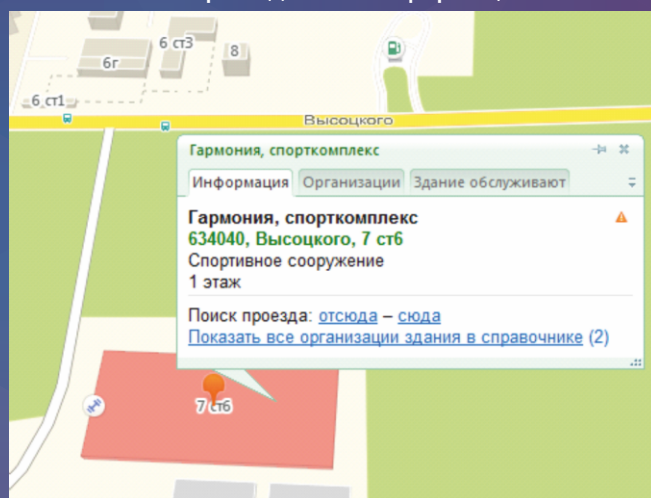 6 ст3
8
6г
6 ст1
Высоцкого
Гармония, спорткомплекс
Информация Организации Здание обслуживают
Гармония, спорткомплекс
634040, Высоцкого, 7 ст6
Спортивное сооружение
1 этаж
Поиск проезда: отсюда – сюда
Показать все организации здания в справочнике (2)
7 ст6